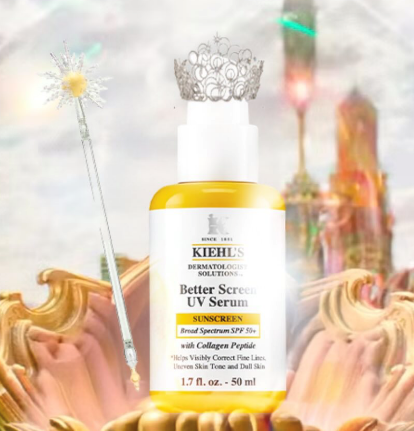 SINCE 1851
KIEHL'S
DERMATOLOGIST
SOLUTIONS
Better Screen
UV Serum
SUNSCREEN
Broad Spectrum SPF 50+
with Collagen Peptide
*Helps Visibly Correct Fine Lines,
Uneven Skin Tone and Dull Skin
1.7 fl. oz. - 50 ml